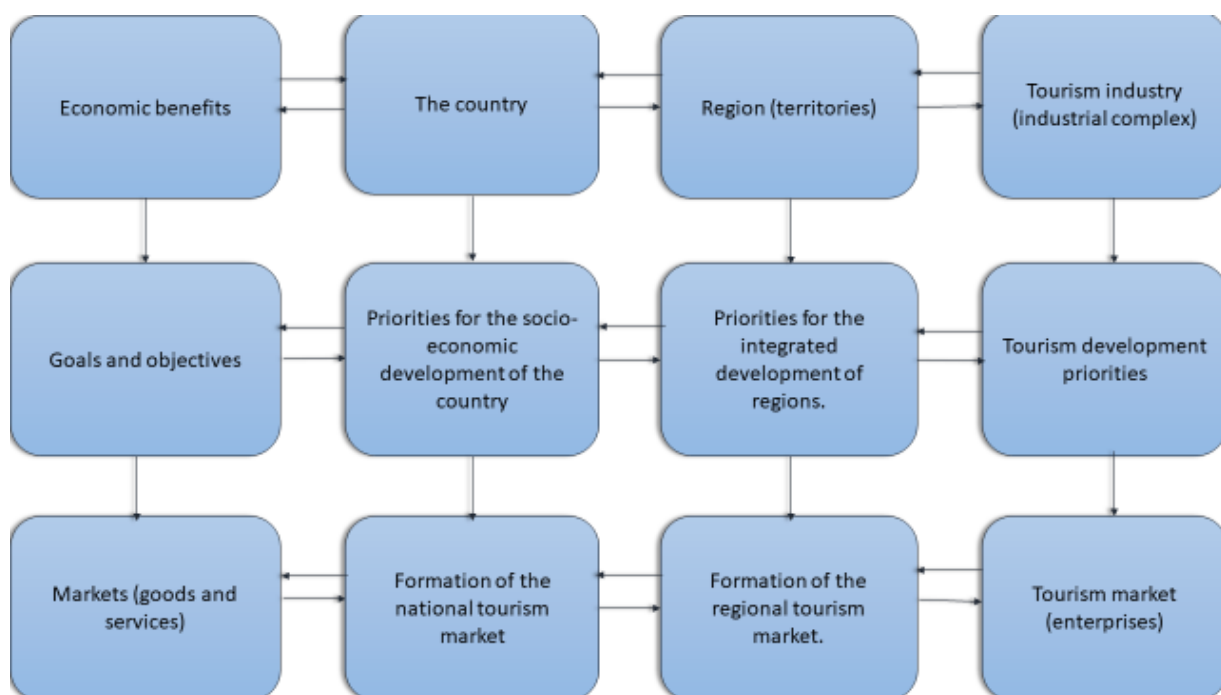 Economic benefits
The country
Region (territories)
Tourism industry
(industrial complex)
Goals and objectives
Priorities for the socio-
economic
development of the
country
Priorities for the
integrated
development of
regions.
Tourism development
priorities
Markets (goods and
services)
Formation of the
national tourism
market
Formation of the
regional tourism
market.
Tourism market
(enterprises)